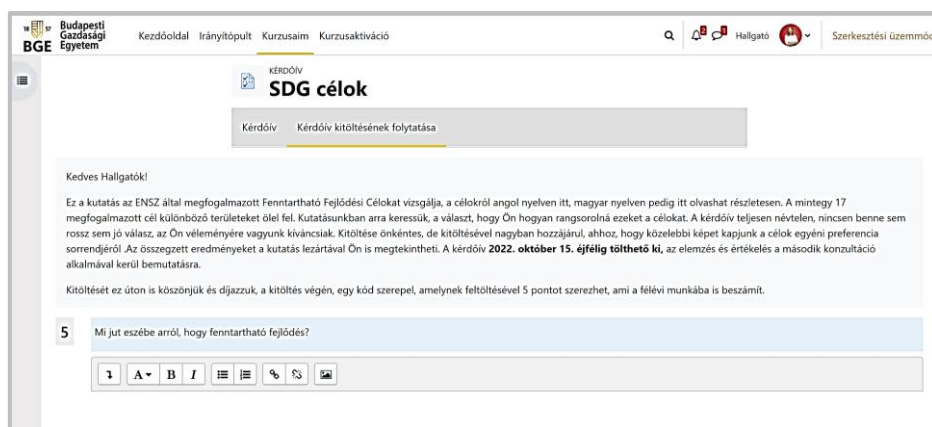 18 57
BGE
Budapesti
Gazdasági
Egyetem
Kezdőoldal Irányítópult Kurzusaim Kurzusaktiváció
2 1 Hallgató Szerkesztési üzemmód
KÉRDŐÍV
SDG célok
Kérdőív Kérdőív kitöltésének folytatása
Kedves Hallgatók!
Ez a kutatás az ENSZ által megfogalmazott Fenntartható Fejlődési Célokat vizsgálja, a célokról angol nyelven itt, magyar nyelven pedig itt olvashat részletesen. A mintegy 17
megfogalmazott cél különböző területeket ölel fel. Kutatásunkban arra keressük, a választ, hogy Ön hogyan rangsorolná ezeket a célokat. A kérdőív teljesen névtelen, nincsen benne sem
rossz sem jó válasz, az Ön véleményére vagyunk kíváncsiak. Kitöltése önkéntes, de kitöltésével nagyban hozzájárul, ahhoz, hogy közelebbi képet kapjunk a célok egyéni preferencia
sorrendjéről .Az összegzett eredményeket a kutatás lezártával Ön is megtekintheti. A kérdőív 2022. október 15. éjfélig tölthető ki, az elemzés és értékelés a második konzultáció
alkalmával kerül bemutatásra.
Kitöltését ez úton is köszönjük és díjazzuk, a kitöltés végén, egy kód szerepel, amelynek feltöltésével 5 pontot szerezhet, ami a félévi munkába is beszámít.
5 Mi jut eszébe arról, hogy fenntartható fejlődés?
A B I